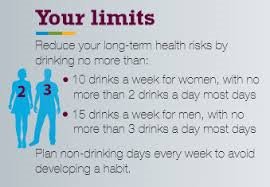 Your limits
Reduce your long-term health risks by
drinking no more than:
• 10 drinks a week for women, with no
more than 2 drinks a day most days
• 15 drinks a week for men, with no
more than 3 drinks a day most days
Plan non-drinking days every week to avoid
developing a habit.
2 3